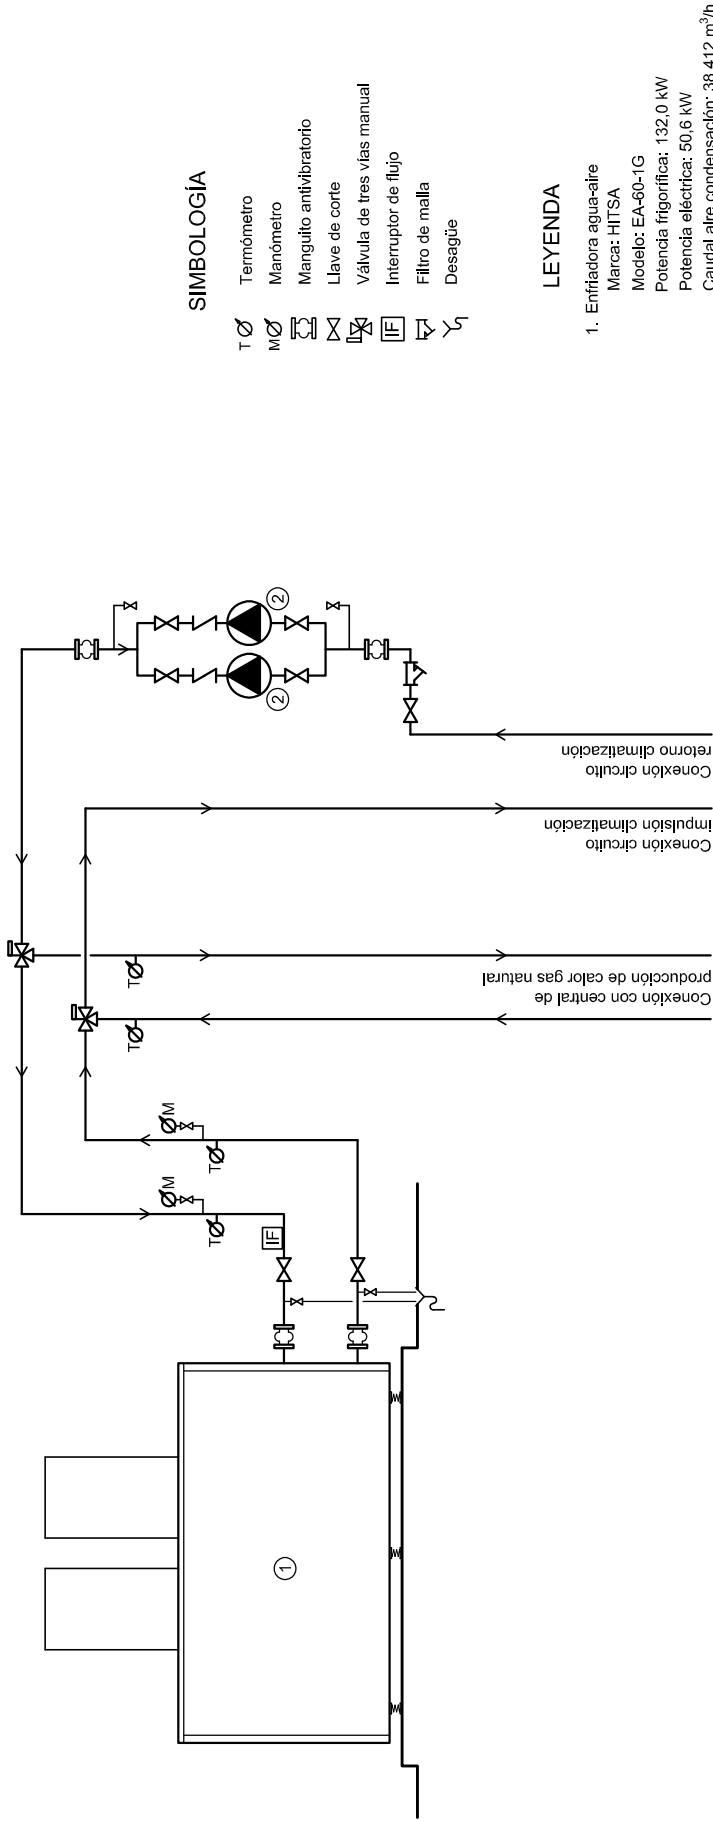 SIMBOLOGÍA
T Termómetro
M Manómetro
Manguito antivibratorio
Llave de corte
Válvula de tres vías manual
IF Interruptor de flujo
Filtro de malla
Desagüe
LEYENDA
1. Enfriadora agua-aire
Marca: HITSA
Modelo: EA-60-1G
Potencia frigorífica: 132,0 kW
Potencia eléctrica: 50,6 kW
Caudal aire condensación: 38.412 m³/h
2
2
Conexión circuito
retorno climatización
Conexión circuito
impulsión climatización
Conexión con central de
producción de calor gas natural
T
T
M
T
M
T
IF
1